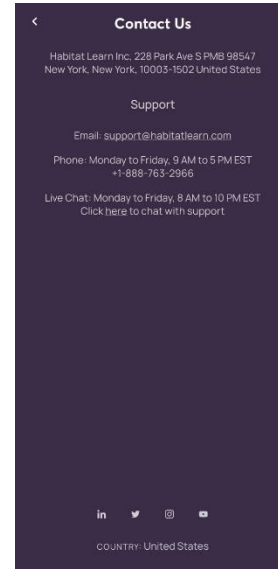 Contact Us
Habitat Learn Inc, 228 Park Ave S PMB 98547
New York, New York, 10003-1502 United States
Support
Email: support@habitatlearn.com
Phone: Monday to Friday, 9 AM to 5 PM EST
+1-888-763-2966
Live Chat: Monday to Friday, 8 AM to 10 PM EST
Click here to chat with support
in
COUNTRY: United States